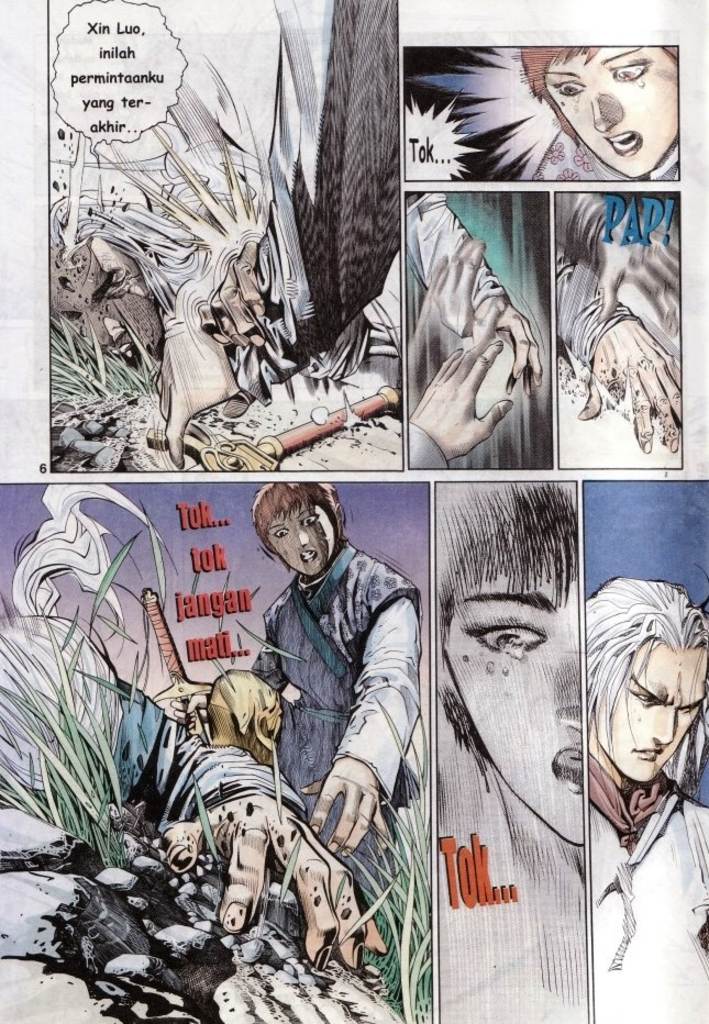 Xin Luo,
inilah
permintaanku
yang ter-
akhir...
Tok...
PAP!
6
Tok...
tok
jangan
mati...
Tok...